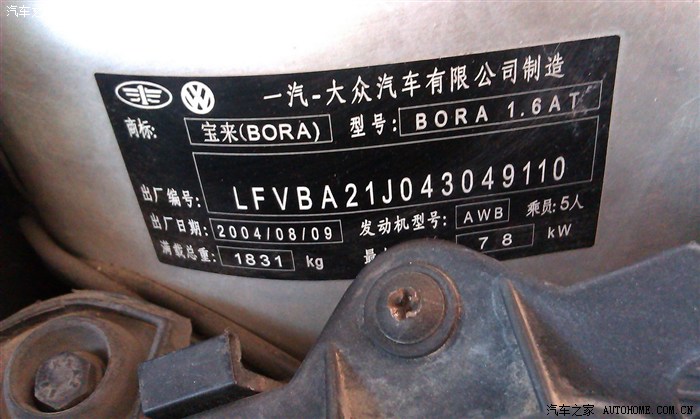 汽车之
一汽-大众汽车有限公司制造
商标: 宝来(BORA) 型号: BORA 1.6AT
出厂编号: LFVBA21J043049110
出厂日期: 2004/08/09 发动机型号: AWB 乘员:5人
满载总重: 1831 kg 最 78 kW
汽车之家 AUTOHOME.COM.CN